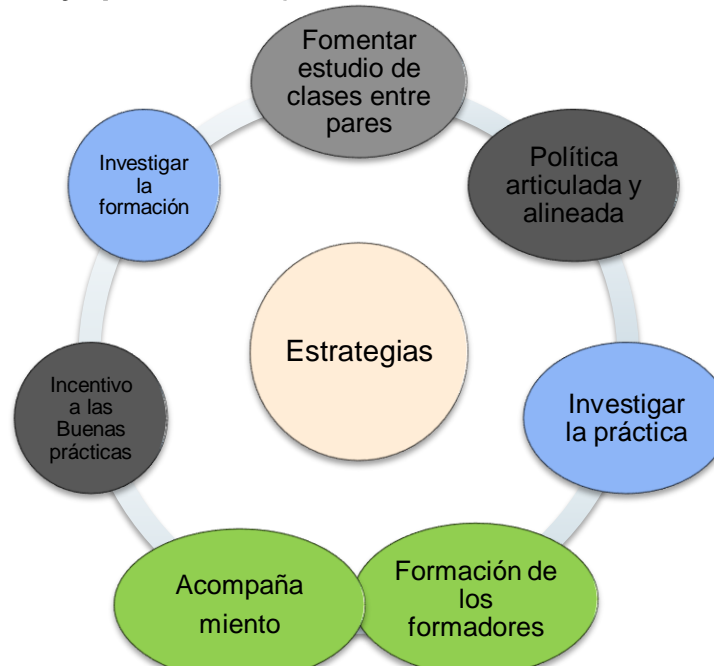 Fomentar
estudio de
clases entre
pares
Política
articulada y
alineada
Investigar
la práctica
Formación de
los
formadores
Acompaña
miento
Incentivo
a las
Buenas
prácticas
Investigar
la
formación
Estrategias